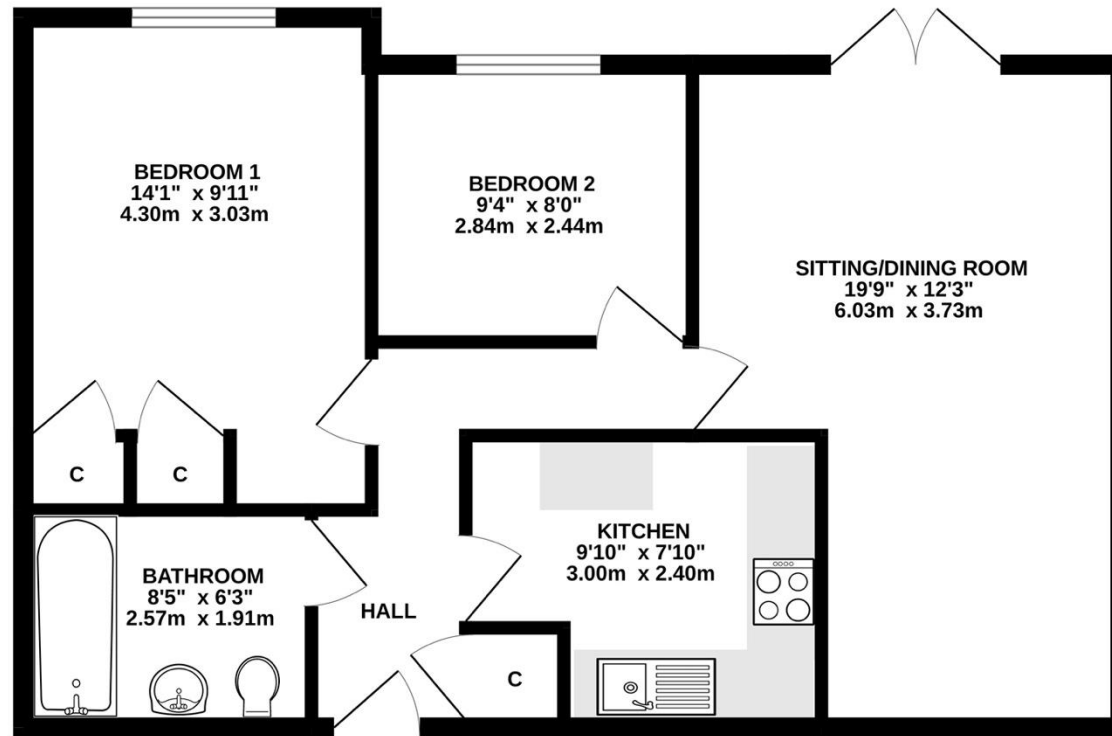 BEDROOM 1
14'1" x 9'11"
4.30m x 3.03m
BEDROOM 2
9'4" x 8'0"
2.84m x 2.44m
SITTING/DINING ROOM
19'9" x 12'3"
6.03m x 3.73m
C
C
KITCHEN
9'10" x 7'10"
3.00m x 2.40m
BATHROOM
8'5" x 6'3"
2.57m x 1.91m
HALL
C